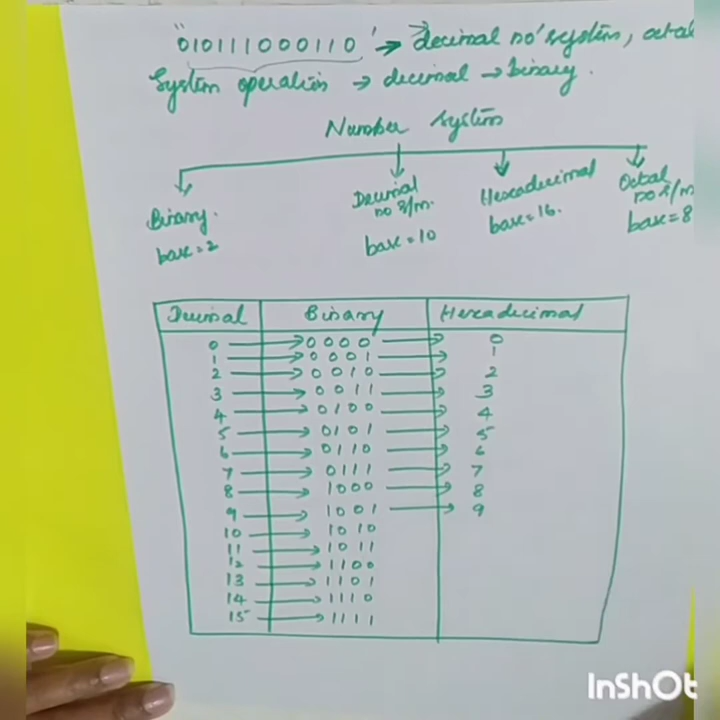 "010111000110" → decimal no' system, octal
System operation → decimal → binary.
Number system
Binary. base=2
Decimal no s/m. base=10
Hexadecimal base=16.
Octal no s/m base=8
Decimal Binary Hexadecimal
0 → 0000 → 0
1 → 0001 → 1
2 → 0010 → 2
3 → 0011 → 3
4 → 0100 → 4
5 → 0101 → 5
6 → 0110 → 6
7 → 0111 → 7
8 → 1000 → 8
9 → 1001 → 9
10 → 1010
11 → 1011
12 → 1100
13 → 1101
14 → 1110
15 → 1111
InShOt